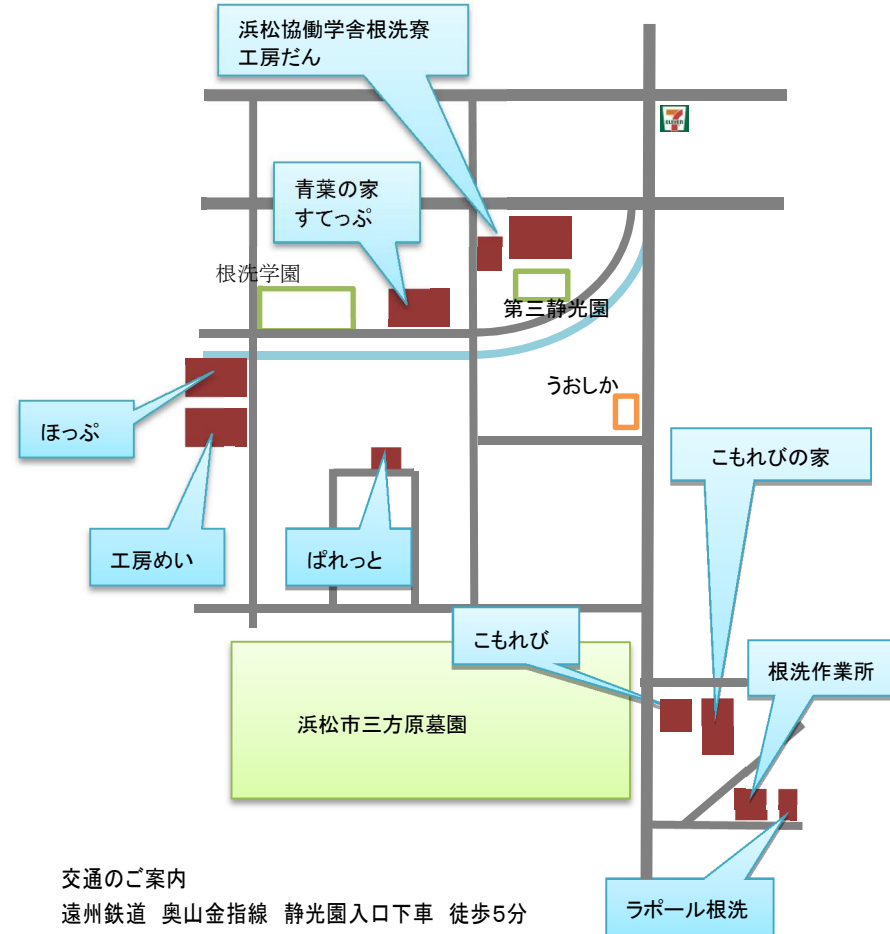 浜松協働学舎根洗寮
工房だん
7
ELEVEN
青葉の家
すてっぷ
根洗学園
第三静光園
うおしか
ほっぷ
こもれびの家
工房めい
ぱれっと
こもれび
根洗作業所
浜松市三方原墓園
ラポール根洗
交通のご案内
遠州鉄道 奥山金指線 静光園入口下車 徒歩5分